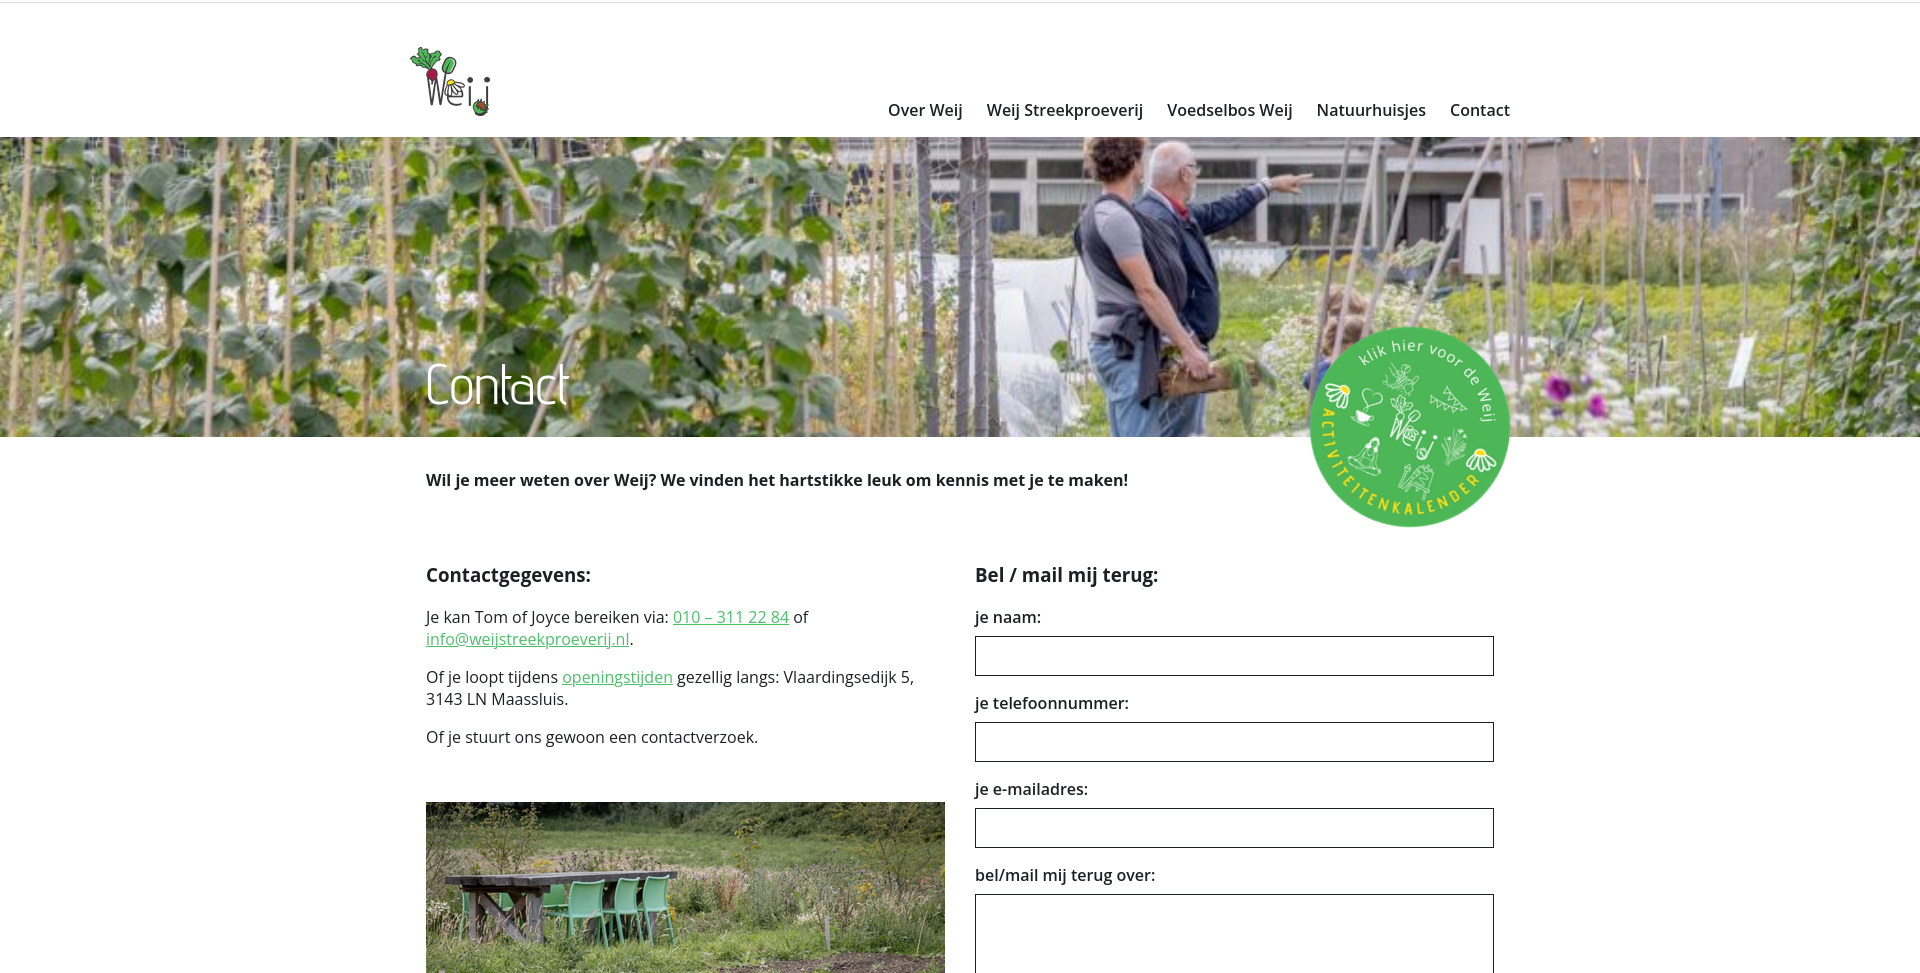 Weij
Over Weij
Weij Streekproeverij
Voedselbos Weij
Natuurhuisjes
Contact
Contact
klik hier voor de Weij
Weij
ACTIVITEITENKALENDER
Wil je meer weten over Weij? We vinden het hartstikke leuk om kennis met je te maken!
Contactgegevens:
Je kan Tom of Joyce bereiken via: 010 – 311 22 84 of
info@weijstreekproeverij.nl.
Of je loopt tijdens openingstijden gezellig langs: Vlaardingsedijk 5,
3143 LN Maassluis.
Of je stuurt ons gewoon een contactverzoek.
Bel / mail mij terug:
je naam:
je telefoonnummer:
je e-mailadres:
bel/mail mij terug over: